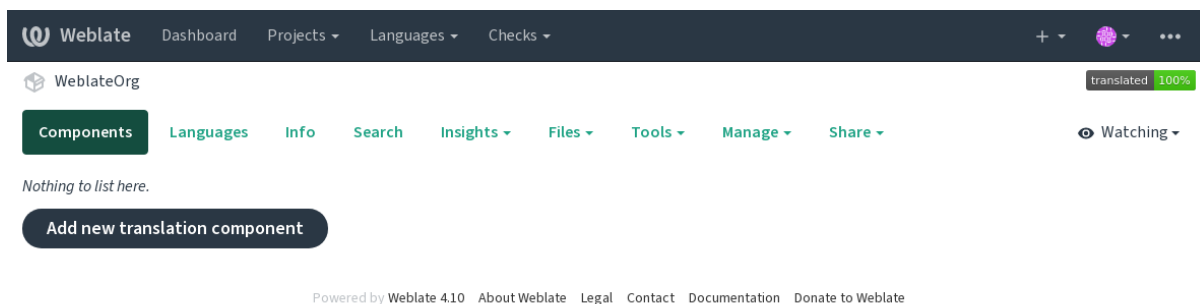 Weblate Dashboard Projects Languages Checks
WeblateOrg translated 100%
Components Languages Info Search Insights Files Tools Manage Share Watching
Nothing to list here.
Add new translation component
Powered by Weblate 4.10 About Weblate Legal Contact Documentation Donate to Weblate